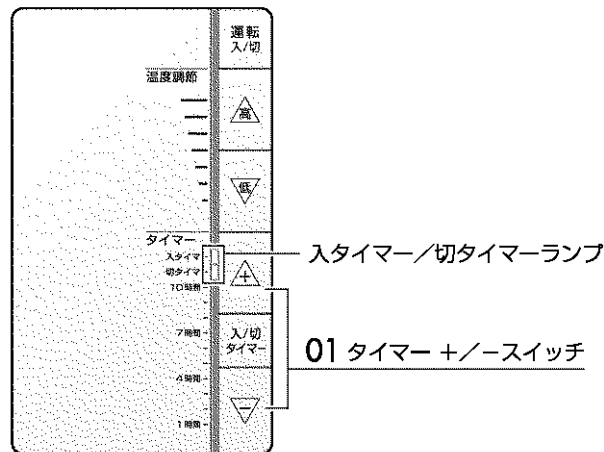 運転
入/切
温度調節
高
低
タイマー
入タイマ
切タイマ
入タイマー/切タイマーランプ
+
10時間
7時間
入/切
タイマー
01 タイマー +/−スイッチ
4時間
−
1時間